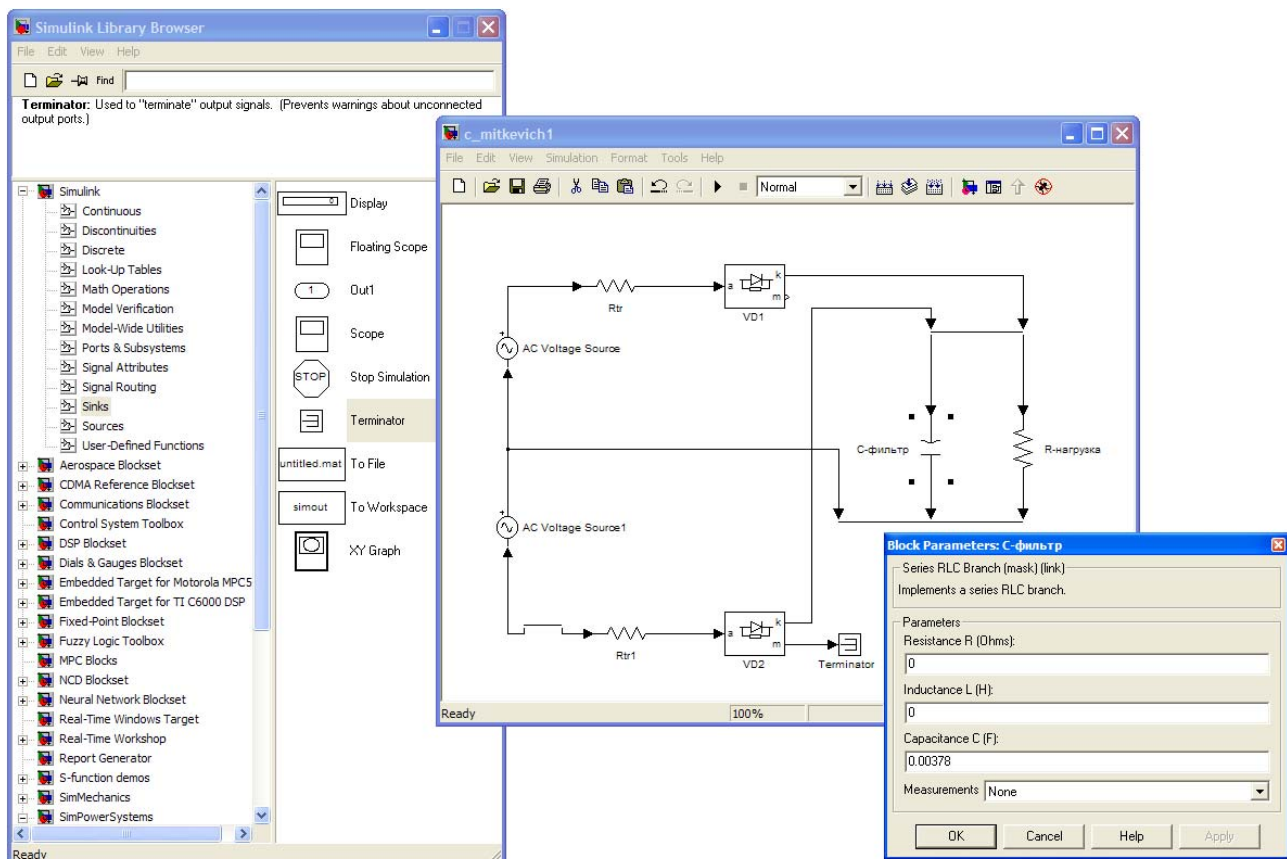 Simulink Library Browser
File Edit View Help
Find
Terminator: Used to "terminate" output signals. (Prevents warnings about unconnected
output ports.)
Simulink
Continuous
Discontinuities
Discrete
Look-Up Tables
Math Operations
Model Verification
Model-Wide Utilities
Ports & Subsystems
Signal Attributes
Signal Routing
Sinks
Sources
User-Defined Functions
Aerospace Blockset
CDMA Reference Blockset
Communications Blockset
Control System Toolbox
DSP Blockset
Dials & Gauges Blockset
Embedded Target for Motorola MPC5
Embedded Target for TI C6000 DSP
Fixed-Point Blockset
Fuzzy Logic Toolbox
MPC Blocks
NCD Blockset
Neural Network Blockset
Real-Time Windows Target
Real-Time Workshop
Report Generator
S-function demos
SimMechanics
SimPowerSystems
Display
Floating Scope
1 Out1
Scope
STOP Stop Simulation
Terminator
untitled.mat To File
simout To Workspace
XY Graph
Ready
c_mitkevich1
File Edit View Simulation Format Tools Help
Normal
Rtr
a k m
VD1
+
AC Voltage Source
С-фильтр
R-нагрузка
+
AC Voltage Source1
Rtr1
a k m
VD2
Terminator
Ready
100%
Block Parameters: С-фильтр
Series RLC Branch (mask) (link)
Implements a series RLC branch.
Parameters
Resistance R (Ohms):
0
Inductance L (H):
0
Capacitance C (F):
0.00378
Measurements None
OK Cancel Help Apply